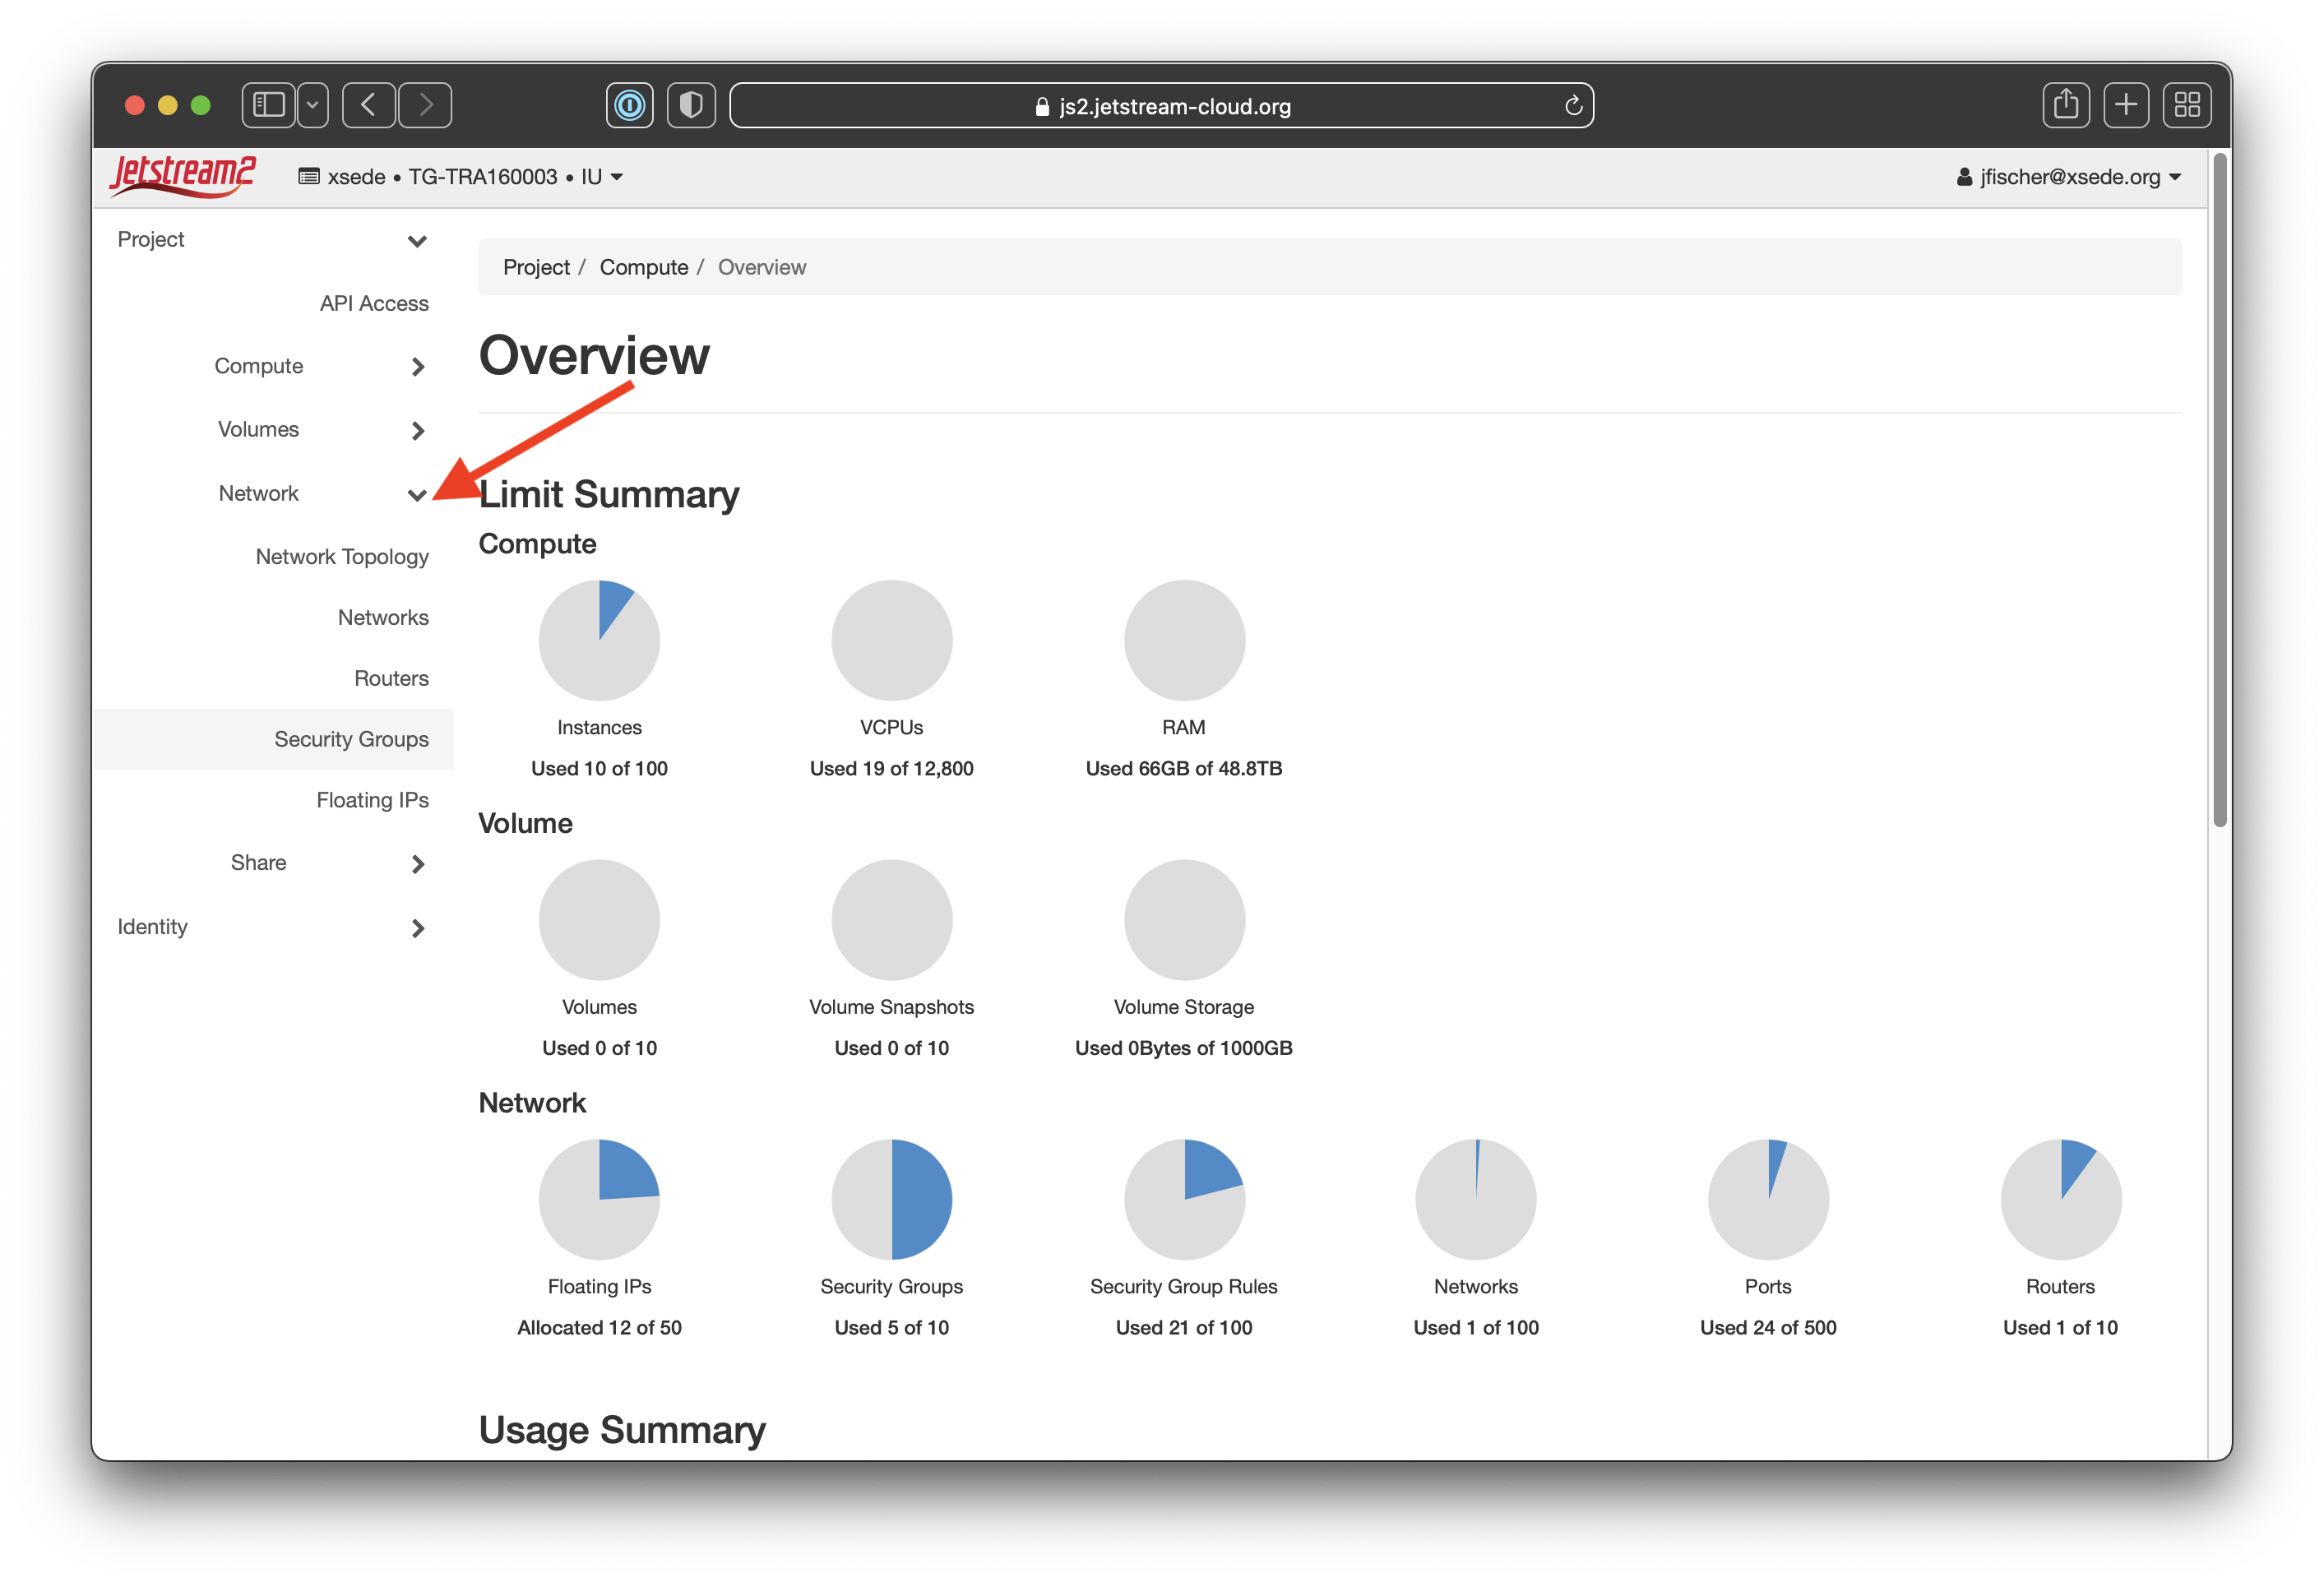 js2.jetstream-cloud.org
Jetstream2
xsede • TG-TRA160003 • IU
jfischer@xsede.org
Project
API Access
Compute
Volumes
Network
Network Topology
Networks
Routers
Security Groups
Floating IPs
Share
Identity
Project / Compute / Overview
Overview
Limit Summary
Compute
Instances VCPUs RAM
Used 10 of 100 Used 19 of 12,800 Used 66GB of 48.8TB
Volume
Volumes Volume Snapshots Volume Storage
Used 0 of 10 Used 0 of 10 Used 0Bytes of 1000GB
Network
Floating IPs Security Groups Security Group Rules Networks Ports Routers
Allocated 12 of 50 Used 5 of 10 Used 21 of 100 Used 1 of 100 Used 24 of 500 Used 1 of 10
Usage Summary